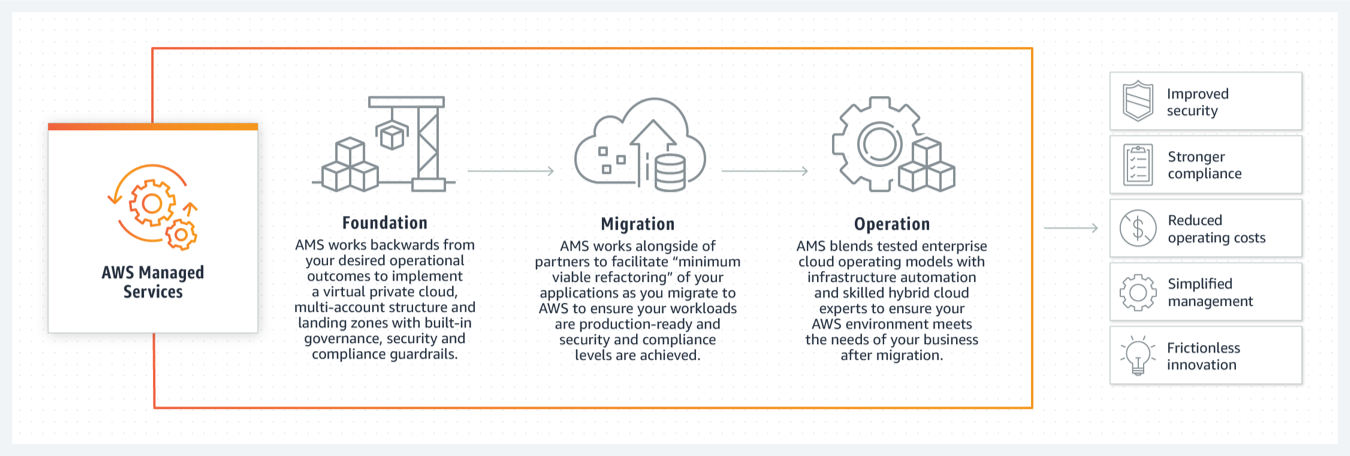 AWS Managed
Services
Foundation
AMS works backwards from
your desired operational
outcomes to implement
a virtual private cloud,
multi-account structure and
landing zones with built-in
governance, security and
compliance guardrails.
Migration
AMS works alongside of
partners to facilitate “minimum
viable refactoring” of your
applications as you migrate to
AWS to ensure your workloads
are production-ready and
security and compliance
levels are achieved.
Operation
AMS blends tested enterprise
cloud operating models with
infrastructure automation
and skilled hybrid cloud
experts to ensure your
AWS environment meets
the needs of your business
after migration.
Improved
security
Stronger
compliance
$
Reduced
operating costs
Simplified
management
Frictionless
innovation